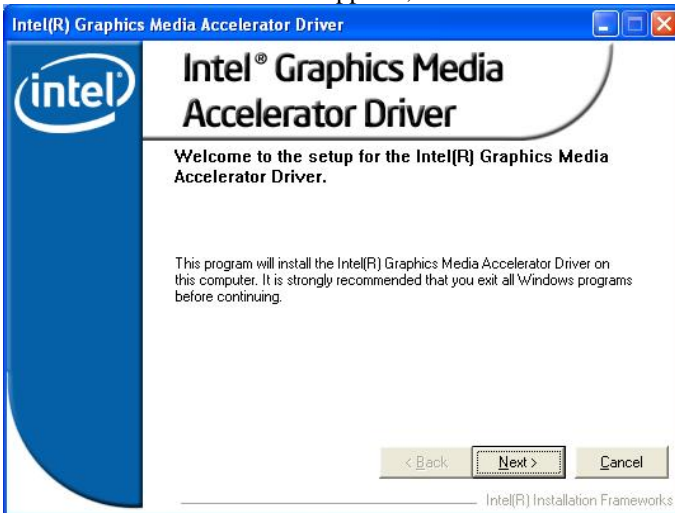 Intel(R) Graphics Media Accelerator Driver
intel
Intel® Graphics Media
Accelerator Driver
Welcome to the setup for the Intel(R) Graphics Media
Accelerator Driver.
This program will install the Intel(R) Graphics Media Accelerator Driver on
this computer. It is strongly recommended that you exit all Windows programs
before continuing.
< Back
Next >
Cancel
Intel(R) Installation Frameworks